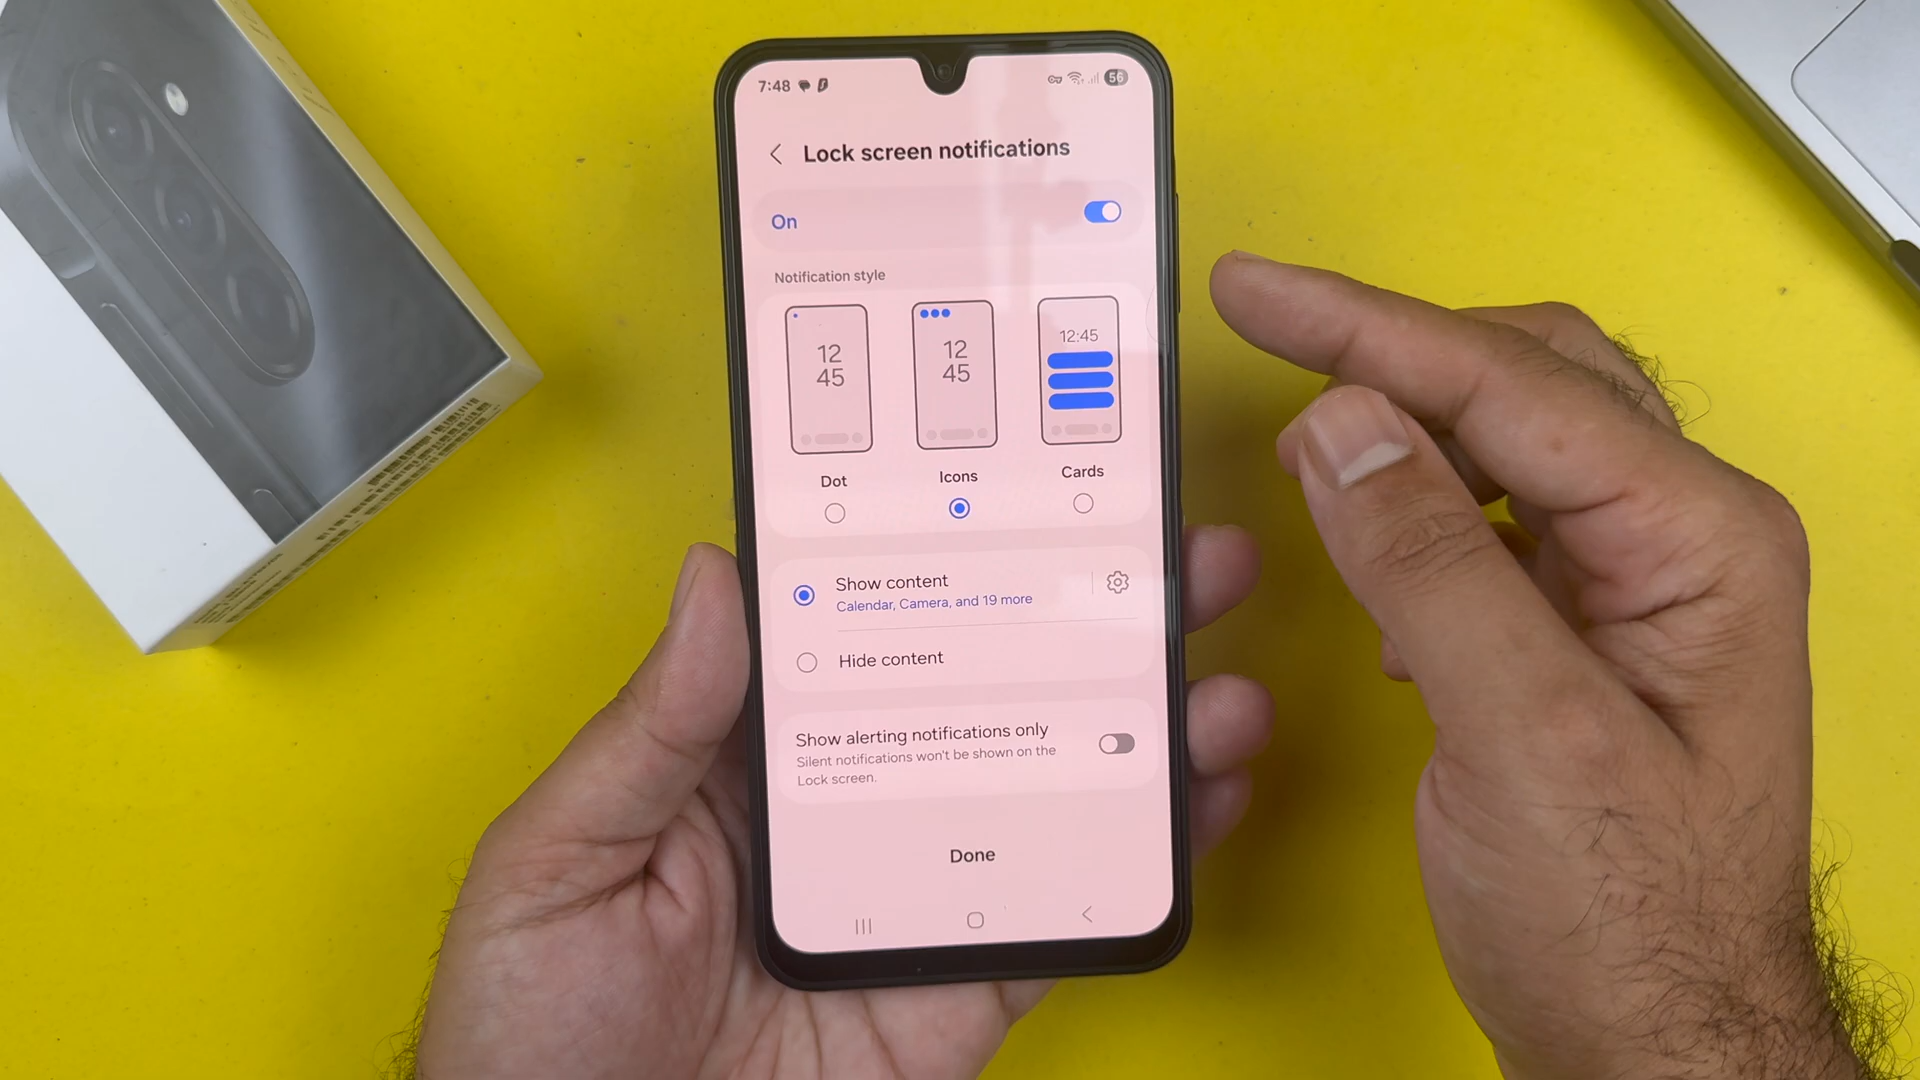 7:48
56
Lock screen notifications
On
Notification style
12
45
12
45
12:45
Dot
Icons
Cards
Show content
Calendar, Camera, and 19 more
Hide content
Show alerting notifications only
Silent notifications won't be shown on the
Lock screen.
Done